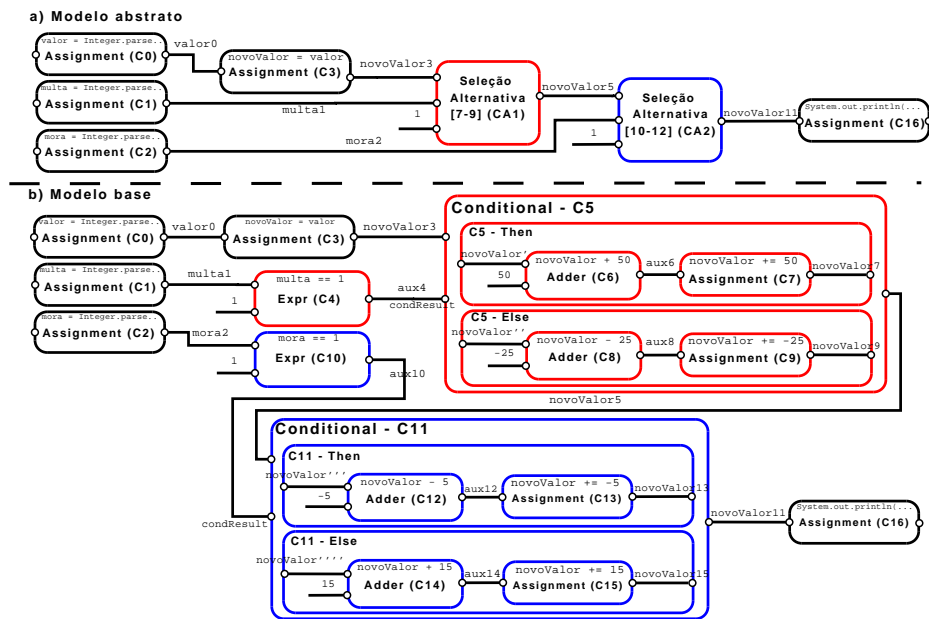 a) Modelo abstrato
valor = Integer.parse..
Assignment (C0)
valor0
novoValor = valor
Assignment (C3)
novoValor3
multa = Integer.parse..
Assignment (C1)
multa1
1
mora = Integer.parse..
Assignment (C2)
mora2
Seleção
Alternativa
[7-9] (CA1)
novoValor5
1
Seleção
Alternativa
[10-12] (CA2)
novoValor11
System.out.println(...
Assignment (C16)
b) Modelo base
valor = Integer.parse..
Assignment (C0)
valor0
novoValor = valor
Assignment (C3)
novoValor3
multa = Integer.parse..
Assignment (C1)
multa1
1
multa == 1
Expr (C4)
aux4
condResult
mora = Integer.parse..
Assignment (C2)
mora2
1
mora == 1
Expr (C10)
aux10
Conditional - C5
C5 - Then
novoValor'
50
novoValor + 50
Adder (C6)
aux6
novoValor += 50
Assignment (C7)
novoValor7
C5 - Else
novoValor''
-25
novoValor - 25
Adder (C8)
aux8
novoValor += -25
Assignment (C9)
novoValor9
novoValor5
Conditional - C11
C11 - Then
novoValor'''
-5
novoValor - 5
Adder (C12)
aux12
novoValor += -5
Assignment (C13)
novoValor13
condResult
C11 - Else
novoValor''''
15
novoValor + 15
Adder (C14)
aux14
novoValor += 15
Assignment (C15)
novoValor15
novoValor11
System.out.println(...
Assignment (C16)